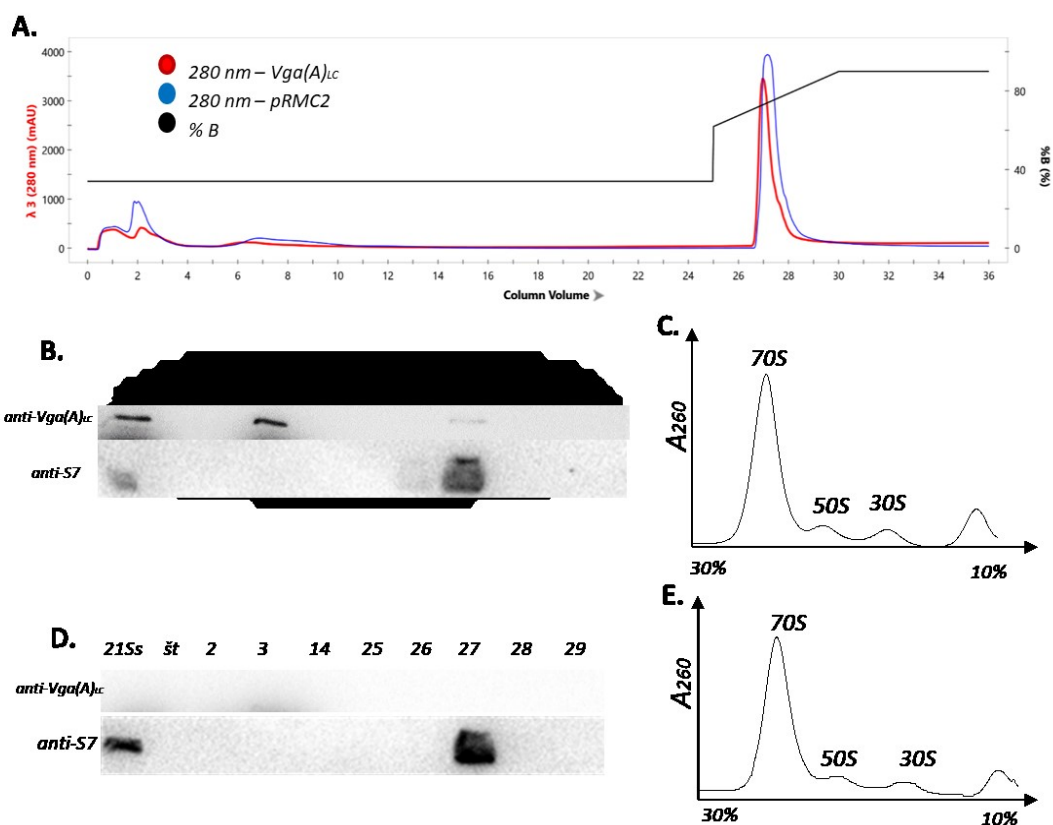 A.
4000
3000
2000
1000
0
λ 3 (280 nm) (mAU)
280 nm – Vga(A)LC
280 nm – pRMC2
% B
80
40
0
%B (%)
0 2 4 6 8 10 12 14 16 18 20 22 24 26 28 30 32 34 36
Column Volume
B.
anti-Vga(A)LC
anti-S7
C.
A260
70S
50S 30S
30% 10%
D.
21Ss št 2 3 14 25 26 27 28 29
anti-Vga(A)LC
anti-S7
E.
A260
70S
50S 30S
30% 10%